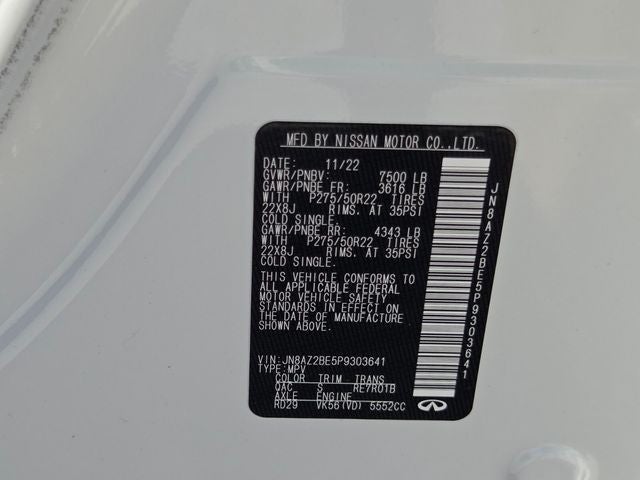 MFD BY NISSAN MOTOR CO.,LTD.
DATE: 11/22
GVWR/PNBV: 7500 LB
GAWR/PNBE FR: 3616 LB
WITH P275/50R22 TIRES
22X8J RIMS. AT 35PSI
COLD SINGLE.
GAWR/PNBE RR: 4343 LB
WITH P275/50R22 TIRES
22X8J RIMS. AT 35PSI
COLD SINGLE.
THIS VEHICLE CONFORMS TO
ALL APPLICABLE FEDERAL
MOTOR VEHICLE SAFETY
STANDARDS IN EFFECT ON
THE DATE OF MANUFACTURE
SHOWN ABOVE.
VIN:JN8AZ2BE5P9303641
TYPE:MPV
COLOR TRIM TRANS
QAC S RE7R01B
AXLE ENGINE
RD29 VK56(VD) 5552CC
JN8AZ2BE5P9303641
INFINITI